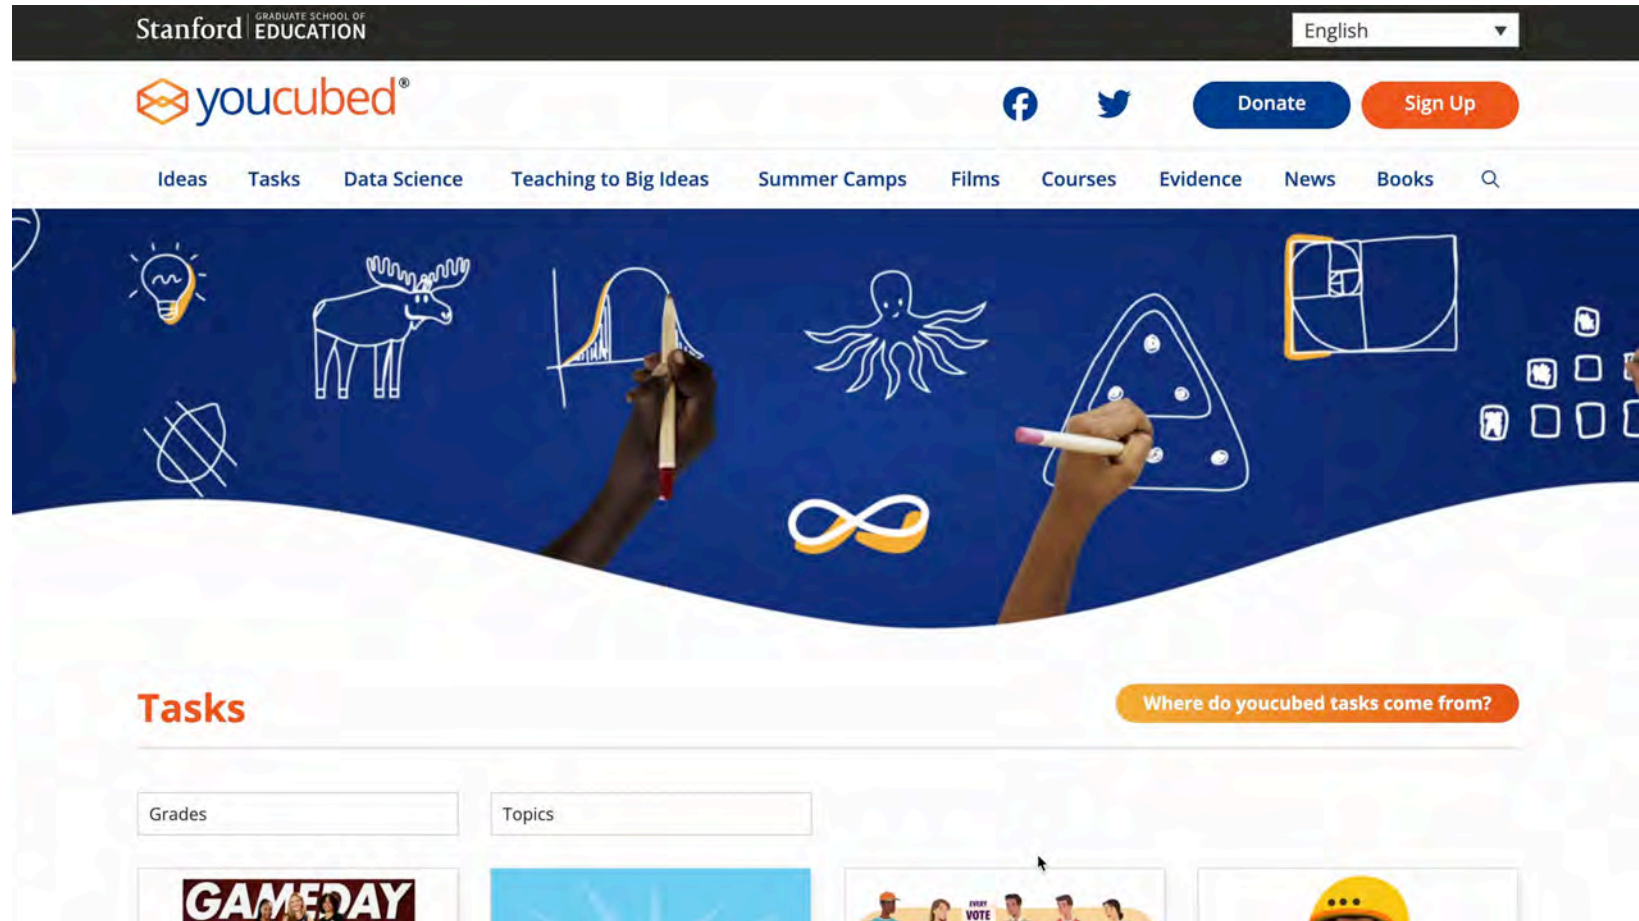 Stanford GRADUATE SCHOOL OF EDUCATION
English
youcubed®
Donate
Sign Up
Ideas Tasks Data Science Teaching to Big Ideas Summer Camps Films Courses Evidence News Books
Tasks
Where do youcubed tasks come from?
Grades
Topics
GAMEDAY
EVERY
VOTE